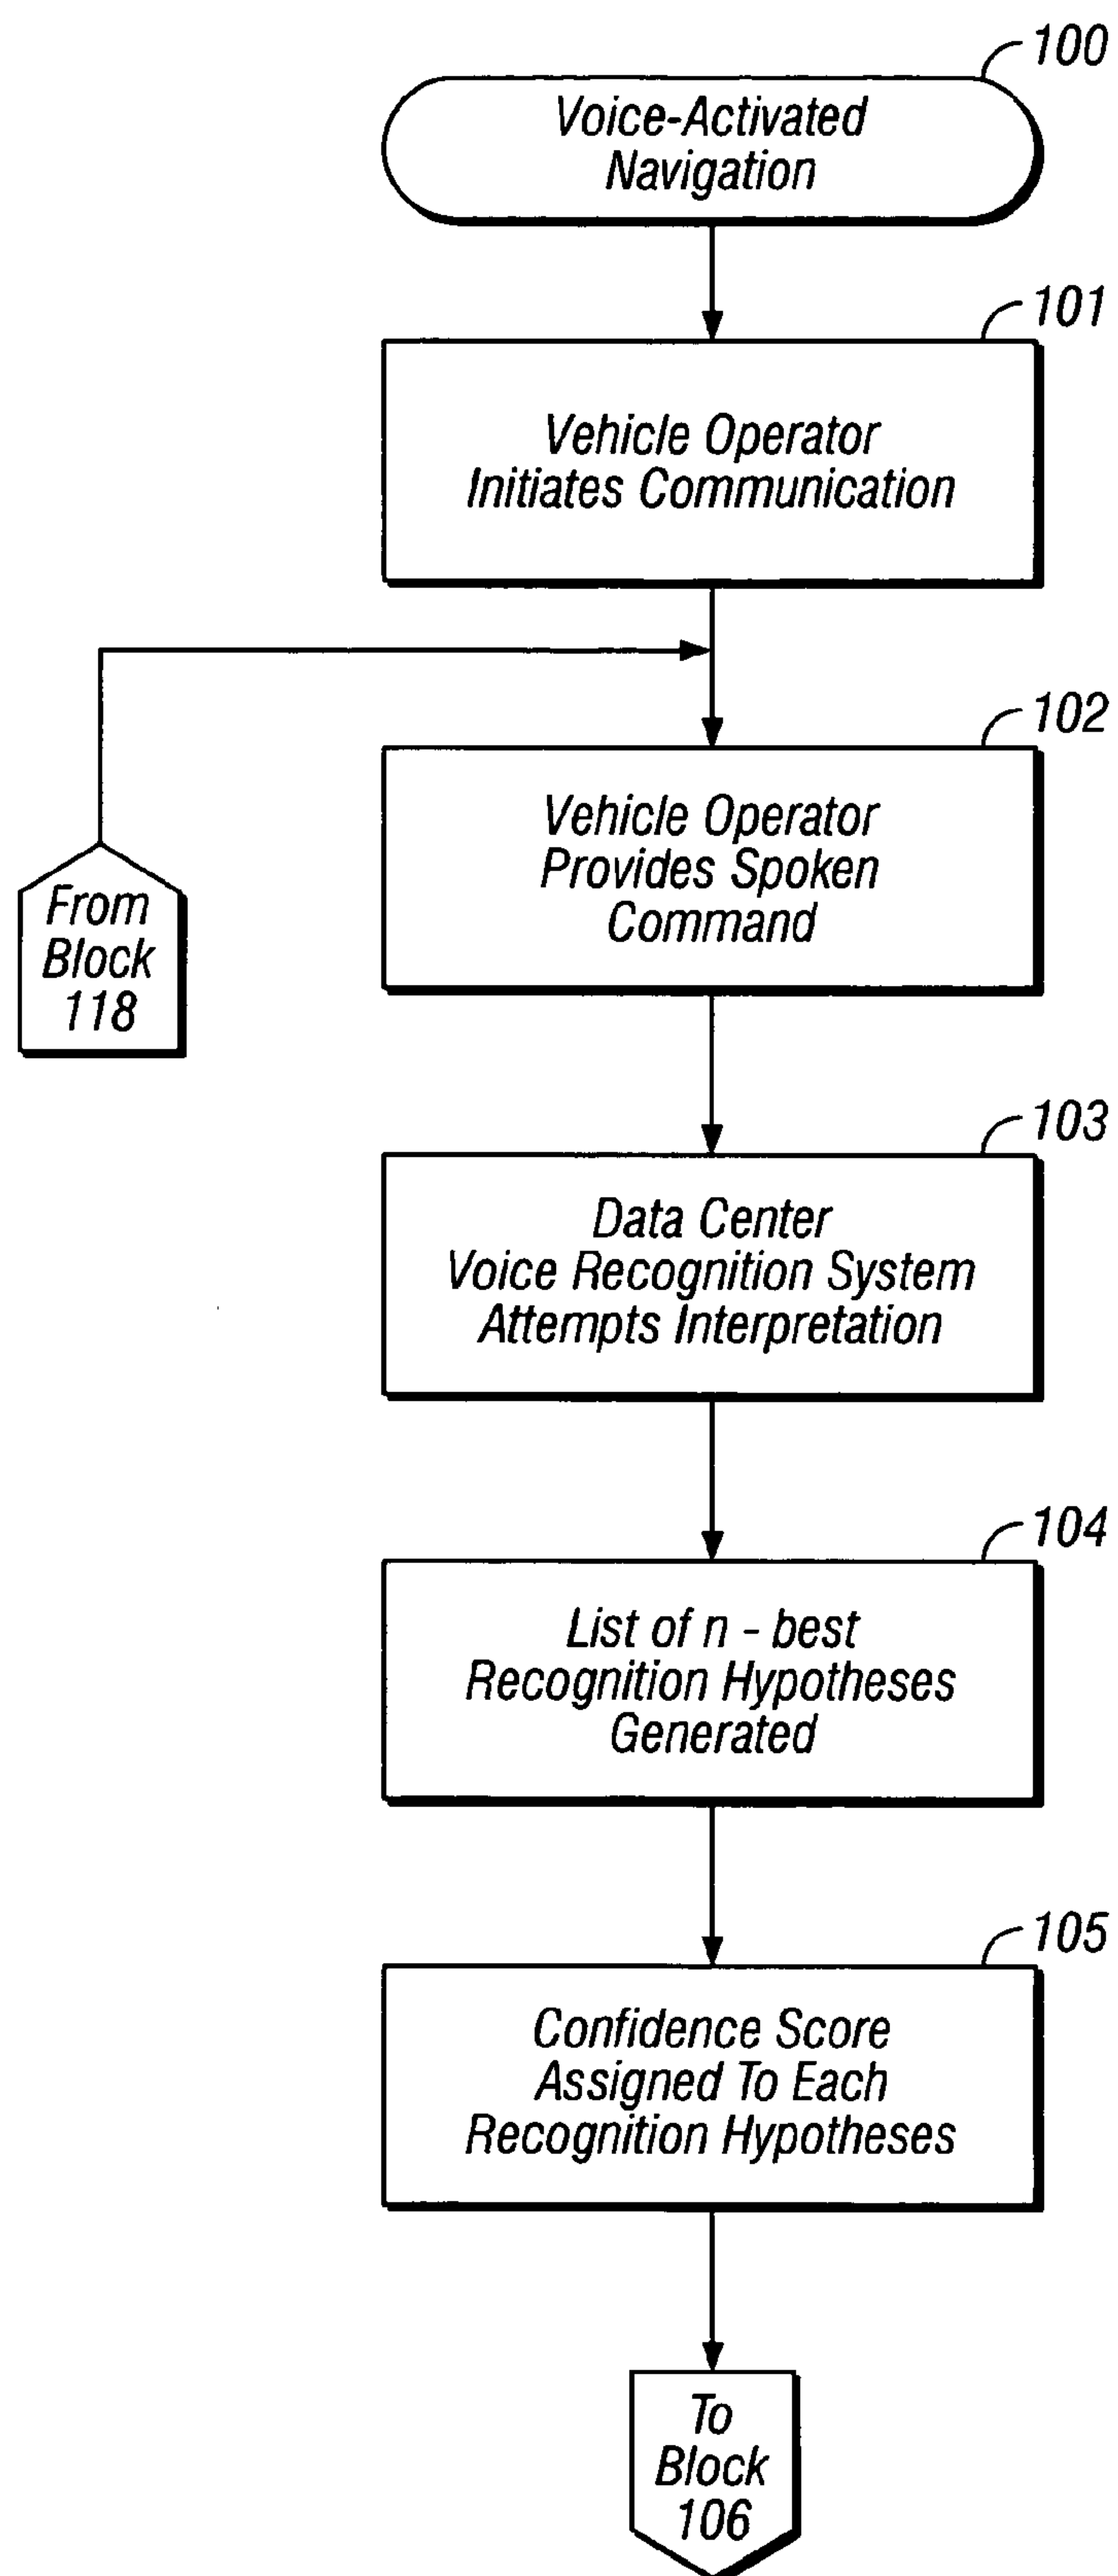 100
Voice-Activated
Navigation
101
Vehicle Operator
Initiates Communication
102
Vehicle Operator
Provides Spoken
Command
From
Block
118
103
Data Center
Voice Recognition System
Attempts Interpretation
104
List of n - best
Recognition Hypotheses
Generated
105
Confidence Score
Assigned To Each
Recognition Hypotheses
To
Block
106